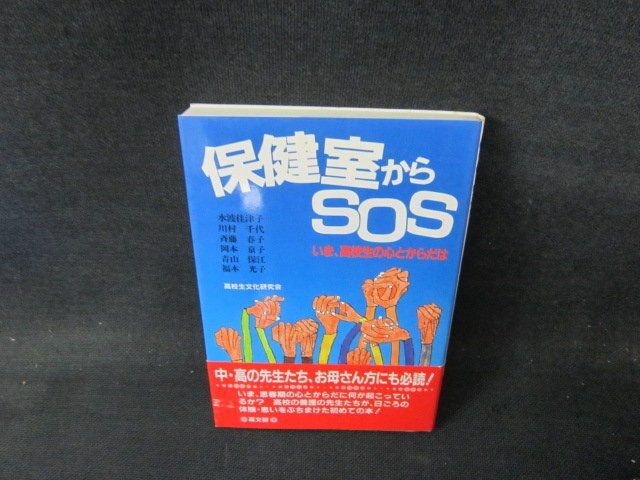 保健室から
SOS
いま、高校生の心とからだは
水波佳津子
川村 千代
斉藤 春子
岡本 京子
青山 保江
福本 光子
高校生文化研究会
中・高の先生たち、お母さん方にも必読!
いま、思春期の心とからだに何が起こってい
るか? 高校の養護の先生たちが、日ごろの
体験・思いをぶちまけた初めての本!
高文研